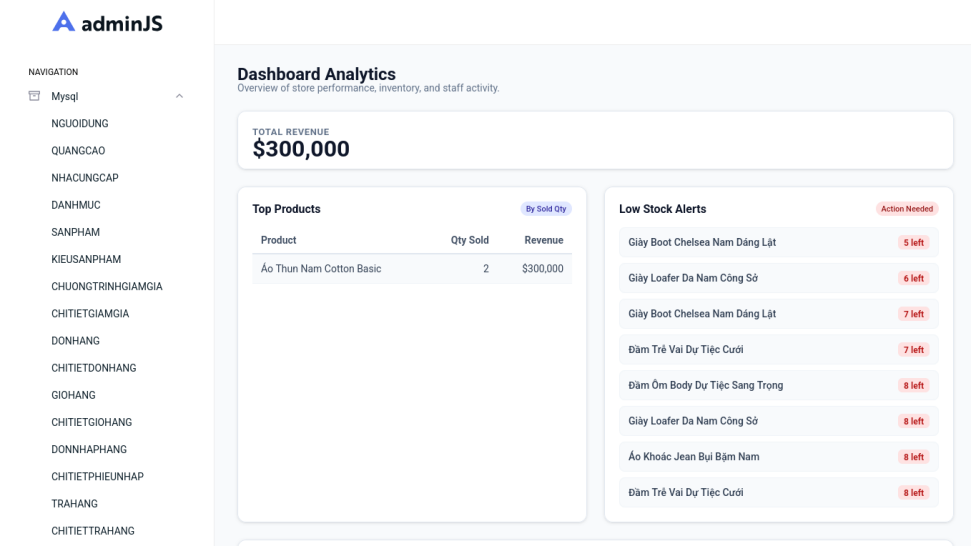 adminJS
NAVIGATION
Mysql
NGUOIDUNG
QUANGCAO
NHACUNGCAP
DANHMUC
SANPHAM
KIEUSANPHAM
CHUONGTRINHGIAMGIA
CHITIETGIAMGIA
DONHANG
CHITIETDONHANG
GIOHANG
CHITIETGIOHANG
DONNHAPHANG
CHITIETPHIEUNHAP
TRAHANG
CHITIETTRAHANG
Dashboard Analytics
Overview of store performance, inventory, and staff activity.
TOTAL REVENUE
$300,000
Top Products By Sold Qty
Product Qty Sold Revenue
Áo Thun Nam Cotton Basic 2 $300,000
Low Stock Alerts Action Needed
Giày Boot Chelsea Nam Dáng Lật 5 left
Giày Loafer Da Nam Công Sở 6 left
Giày Boot Chelsea Nam Dáng Lật 7 left
Đầm Trễ Vai Dự Tiệc Cưới 7 left
Đầm Ôm Body Dự Tiệc Sang Trọng 8 left
Giày Loafer Da Nam Công Sở 8 left
Áo Khoác Jean Bụi Bặm Nam 8 left
Đầm Trễ Vai Dự Tiệc Cưới 8 left